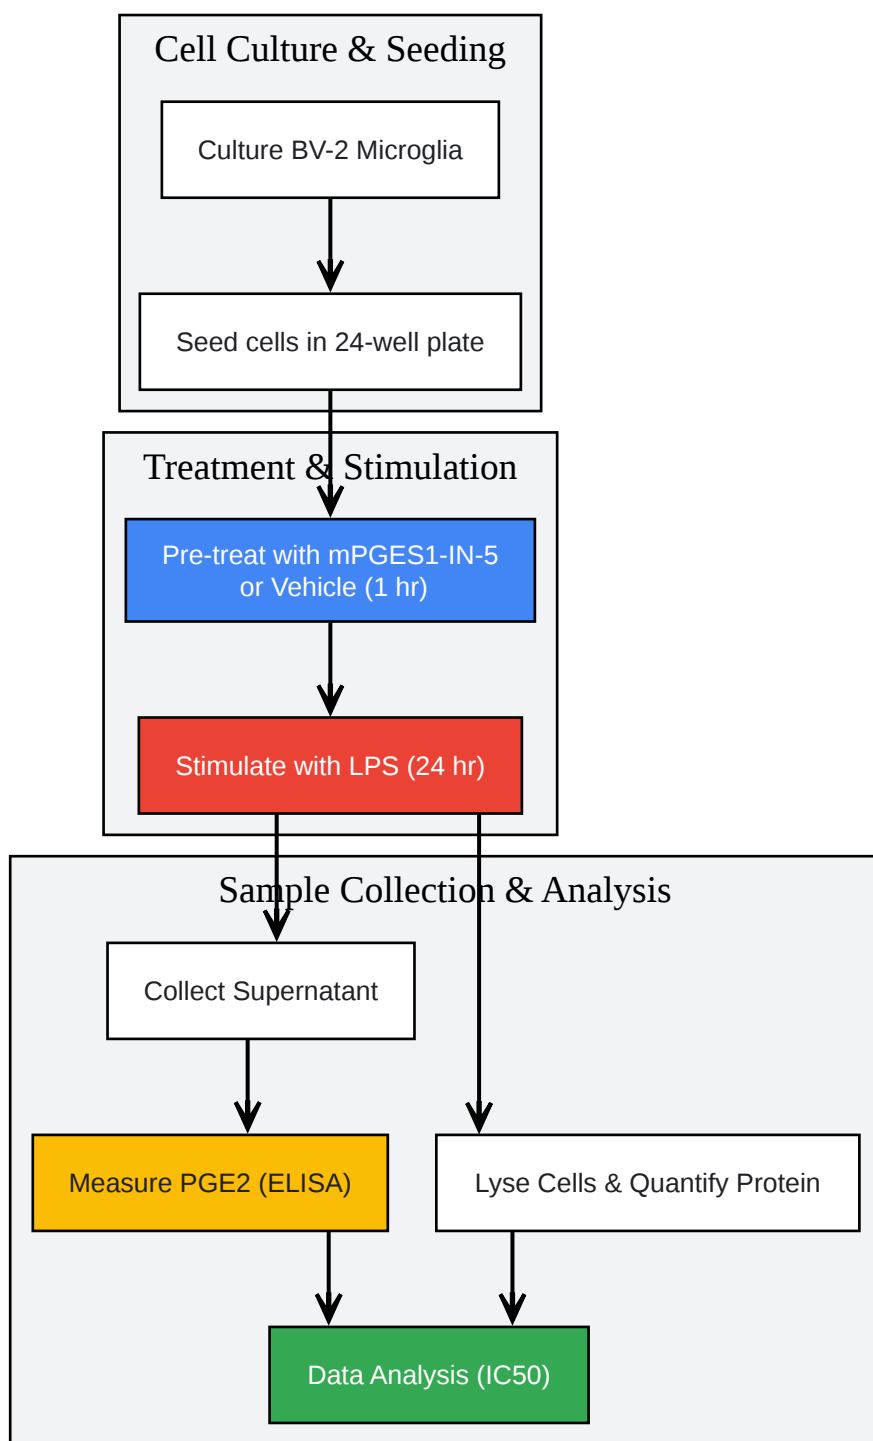 Cell Culture & Seeding
Culture BV-2 Microglia
Seed cells in 24-well plate
Treatment & Stimulation
Pre-treat with mPGES1-IN-5
or Vehicle (1 hr)
Stimulate with LPS (24 hr)
Sample Collection & Analysis
Collect Supernatant
Measure PGE2 (ELISA)
Lyse Cells & Quantify Protein
Data Analysis (IC50)